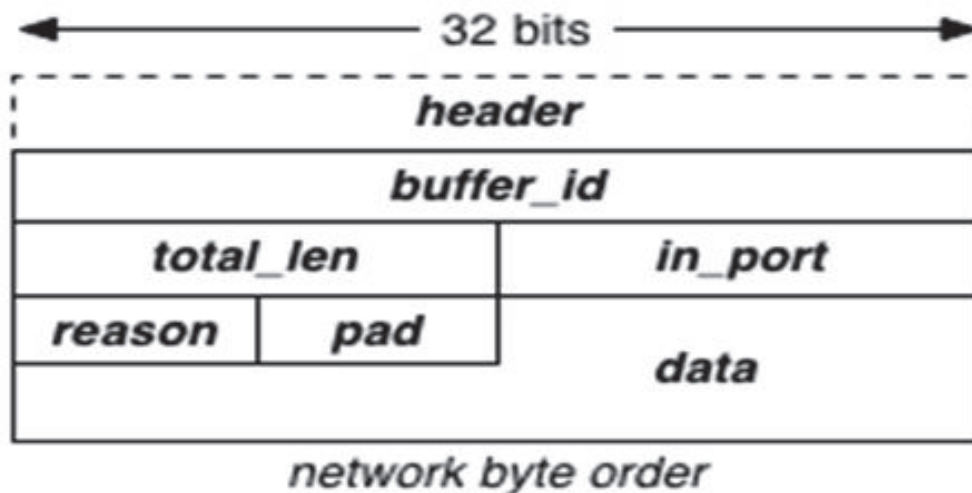 32 bits
header
buffer_id
total_len in_port
reason pad
data
network byte order